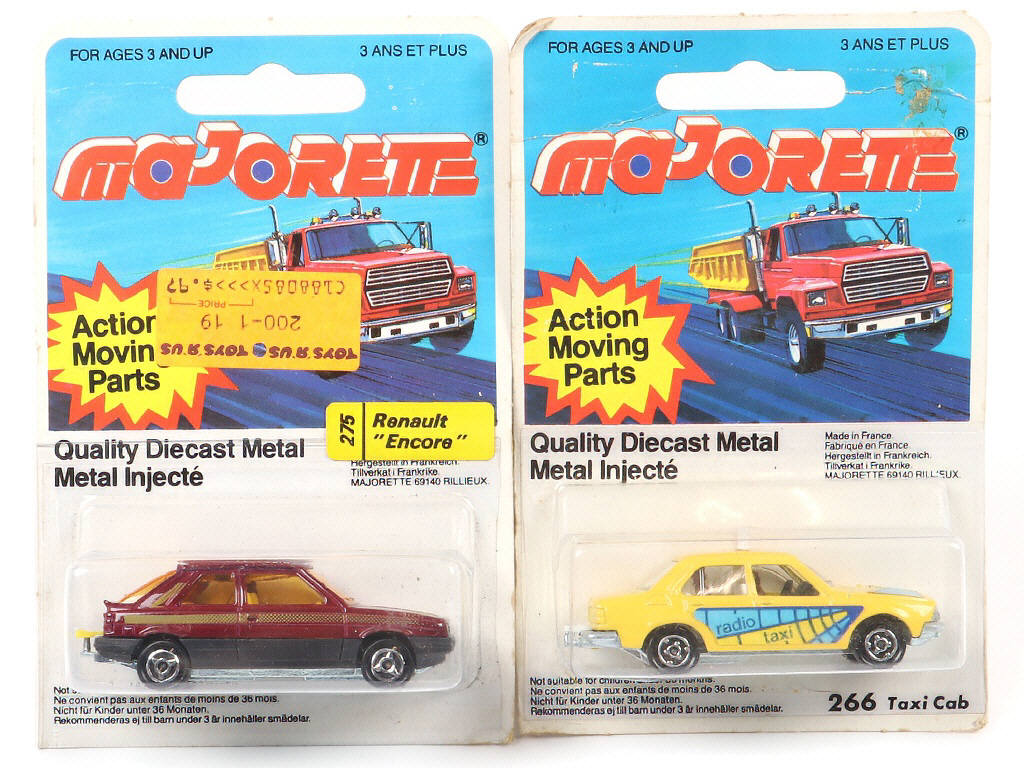 FOR AGES 3 AND UP
3 ANS ET PLUS
MAJORETTE®
TOYS "R" US TOYS "R" US
200-1 19
PRICE
C188085X>>>>$.97
Action
Movin
Parts
275
Renault
"Encore"
Quality Diecast Metal
Metal Injecté
Hergestellt in Frankreich.
Tillverkat i Frankrike.
MAJORETTE 69140 RILLIEUX
Ne convient pas aux enfants de moins de 36 mois.
Nicht für Kinder unter 36 Monaten.
Rekommenderas ej till barn under 3 år innehåller smådelar.
FOR AGES 3 AND UP
3 ANS ET PLUS
MAJORETTE®
Action
Moving
Parts
Quality Diecast Metal
Metal Injecté
Made in France.
Fabriqué en France.
Hergestellt in Frankreich.
Tillverkat i Frankrike.
MAJORETTE 69140 RILLIEUX
radio
taxi
Not suitable for children under 36 months.
Ne convient pas aux enfants de moins de 36 mois.
Nicht für Kinder unter 36 Monaten.
Rekommenderas ej till barn under 3 år innehåller smådelar.
266 Taxi Cab